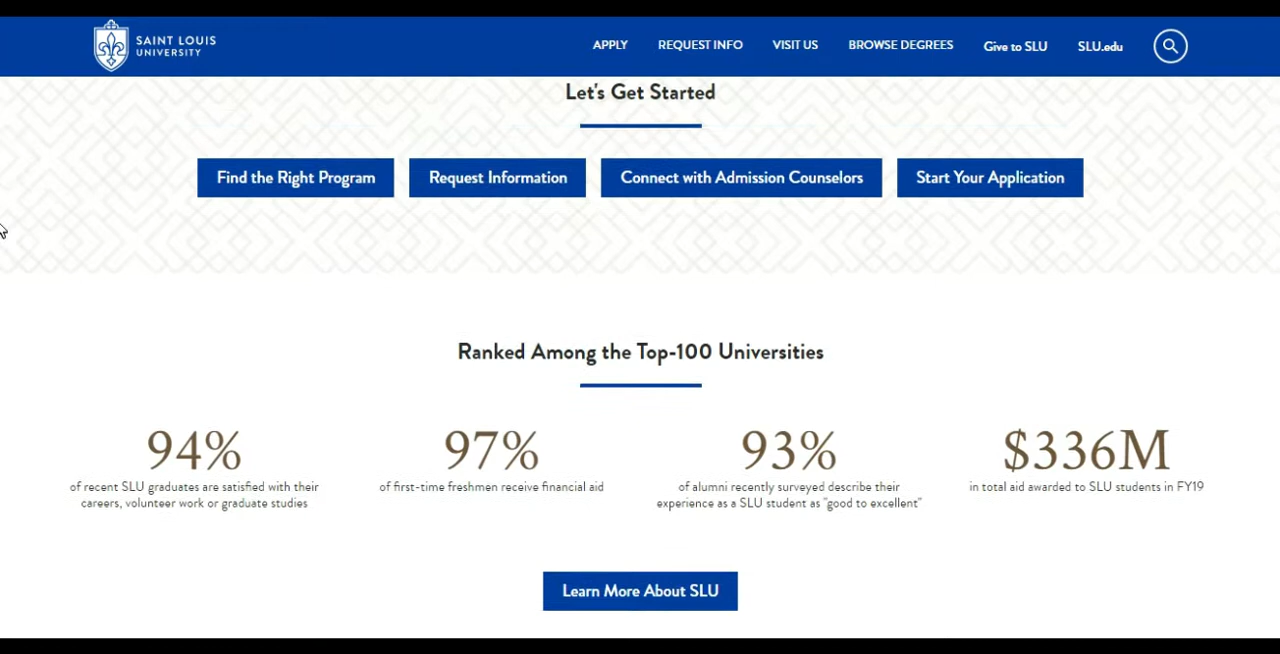 SAINT LOUIS
UNIVERSITY
APPLY
REQUEST INFO
VISIT US
BROWSE DEGREES
Give to SLU
SLU.edu
Let's Get Started
Find the Right Program
Request Information
Connect with Admission Counselors
Start Your Application
Ranked Among the Top-100 Universities
94%
of recent SLU graduates are satisfied with their
careers, volunteer work or graduate studies
97%
of first-time freshmen receive financial aid
93%
of alumni recently surveyed describe their
experience as a SLU student as "good to excellent"
$336M
in total aid awarded to SLU students in FY19
Learn More About SLU